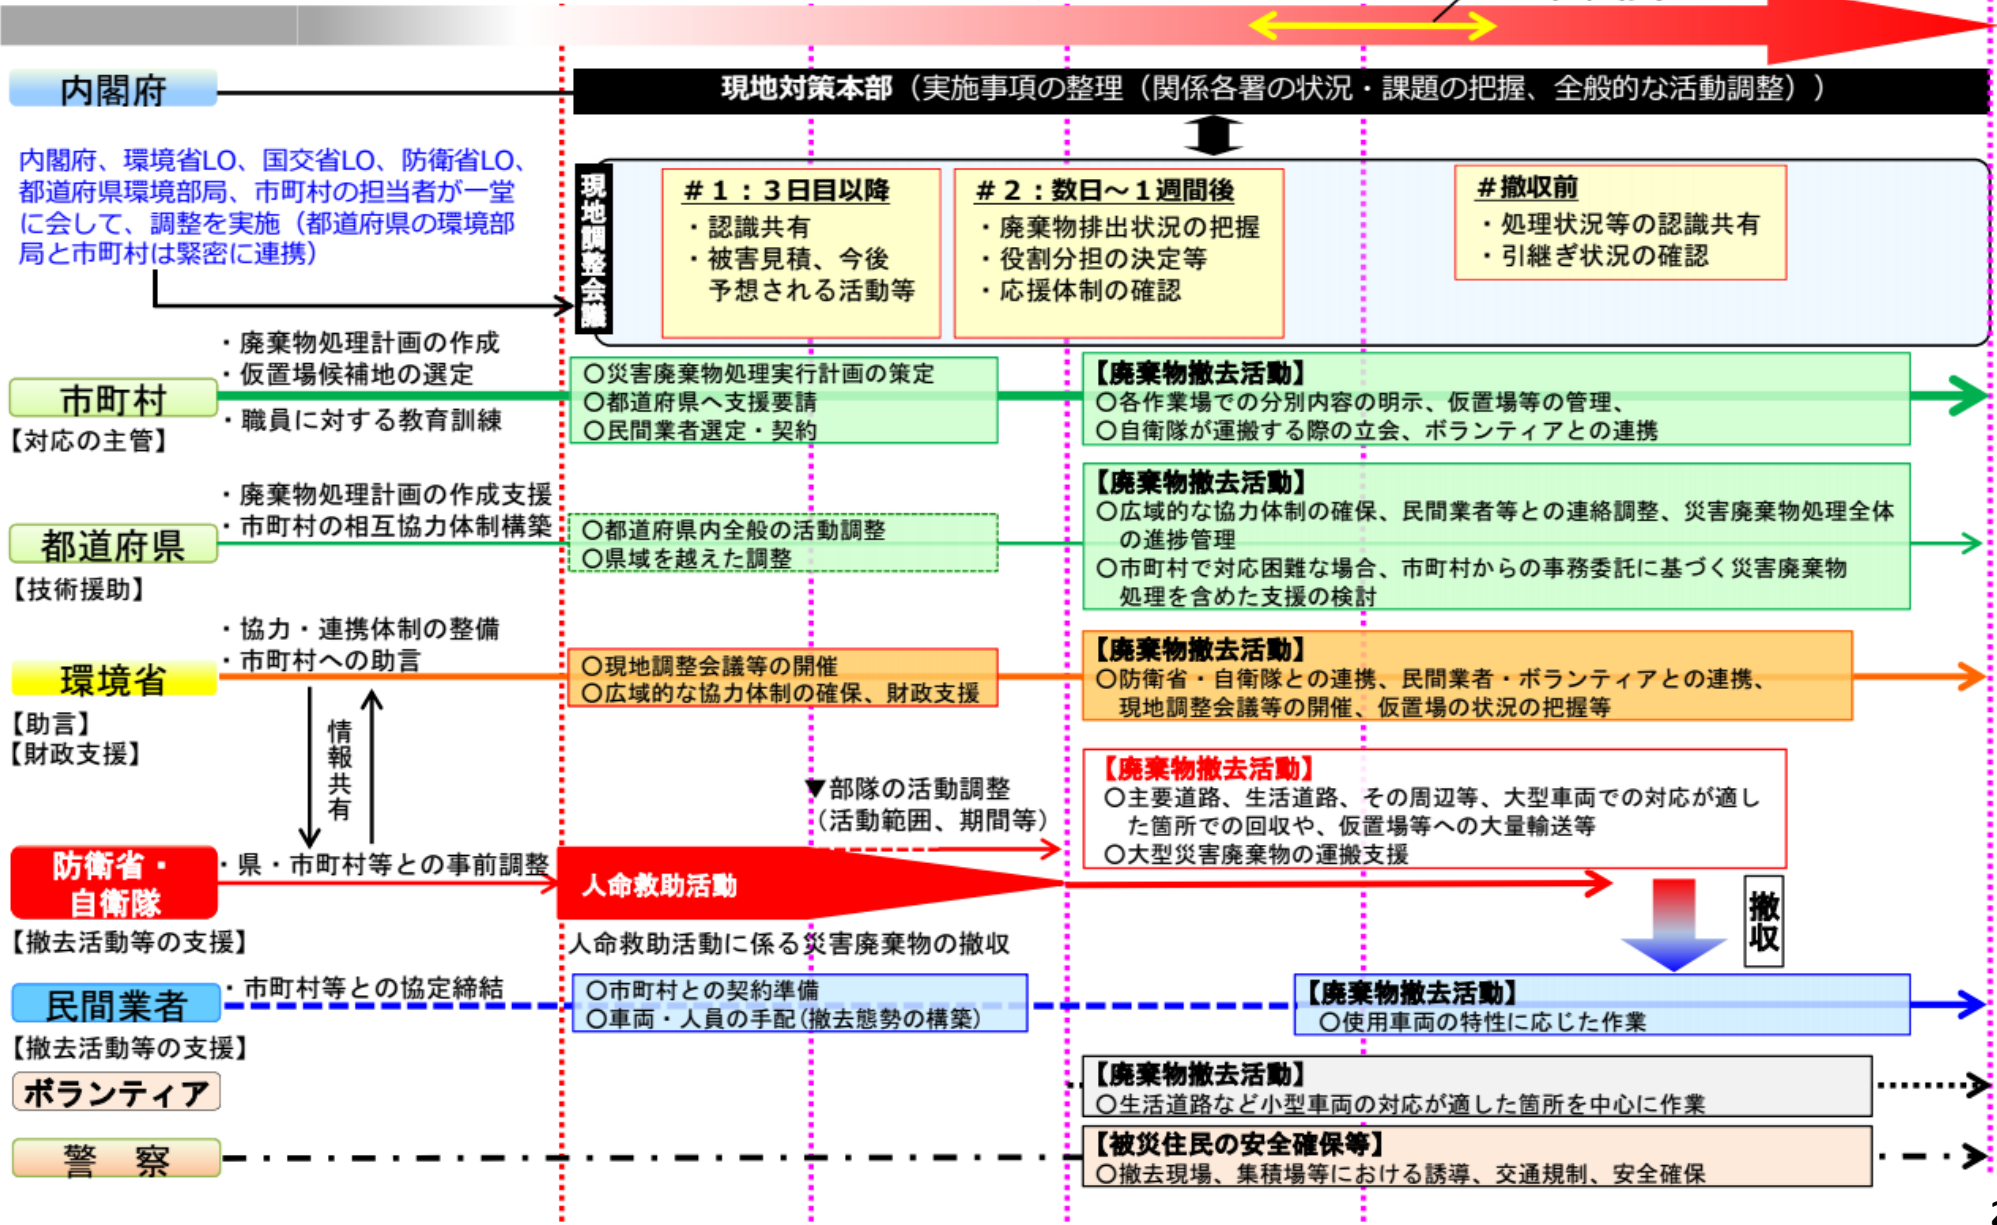 内閣府
現地対策本部（実施事項の整理（関係各署の状況・課題の把握、全般的な活動調整））
内閣府、環境省LO、国交省LO、防衛省LO、
都道府県環境部局、市町村の担当者が一堂
に会して、調整を実施（都道府県の環境部
局と市町村は緊密に連携）
現地調整会議
＃１：３日目以降
・認識共有
・被害見積、今後
予想される活動等
＃２：数日～１週間後
・廃棄物排出状況の把握
・役割分担の決定等
・応援体制の確認
＃撤収前
・処理状況等の認識共有
・引継ぎ状況の確認
市町村
【対応の主管】
・廃棄物処理計画の作成
・仮置場候補地の選定
・職員に対する教育訓練
〇災害廃棄物処理実行計画の策定
〇都道府県へ支援要請
〇民間業者選定・契約
【廃棄物撤去活動】
〇各作業場での分別内容の明示、仮置場等の管理、
〇自衛隊が運搬する際の立会、ボランティアとの連携
都道府県
【技術援助】
・廃棄物処理計画の作成支援
・市町村の相互協力体制構築
〇都道府県内全般の活動調整
〇県域を越えた調整
【廃棄物撤去活動】
〇広域的な協力体制の確保、民間業者等との連絡調整、災害廃棄物処理全体
の進捗管理
〇市町村で対応困難な場合、市町村からの事務委託に基づく災害廃棄物
処理を含めた支援の検討
環境省
【助言】
【財政支援】
・協力・連携体制の整備
・市町村への助言
〇現地調整会議等の開催
〇広域的な協力体制の確保、財政支援
【廃棄物撤去活動】
〇防衛省・自衛隊との連携、民間業者・ボランティアとの連携、
現地調整会議等の開催、仮置場の状況の把握等
情報共有
防衛省・
自衛隊
【撤去活動等の支援】
・県・市町村等との事前調整
人命救助活動
人命救助活動に係る災害廃棄物の撤収
▼部隊の活動調整
（活動範囲、期間等）
【廃棄物撤去活動】
〇主要道路、生活道路、その周辺等、大型車両での対応が適し
た箇所での回収や、仮置場等への大量輸送等
〇大型災害廃棄物の運搬支援
撤収
民間業者
【撤去活動等の支援】
・市町村等との協定締結
〇市町村との契約準備
〇車両・人員の手配(撤去態勢の構築)
【廃棄物撤去活動】
〇使用車両の特性に応じた作業
ボランティア
【廃棄物撤去活動】
〇生活道路など小型車両の対応が適した箇所を中心に作業
警　察
【被災住民の安全確保等】
〇撤去現場、集積場等における誘導、交通規制、安全確保